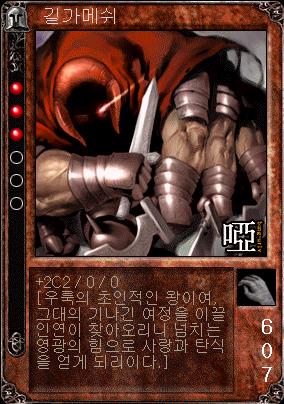 길가메쉬
啞
+2C2 / 0 / 0
[우룩의 초인적인 왕이여,
그대의 기나긴 여정을 이끌
인연이 찾아오리니 넘치는
영광의 힘으로 사랑과 탄식
을 얻게 되리이다.]
6
0
7